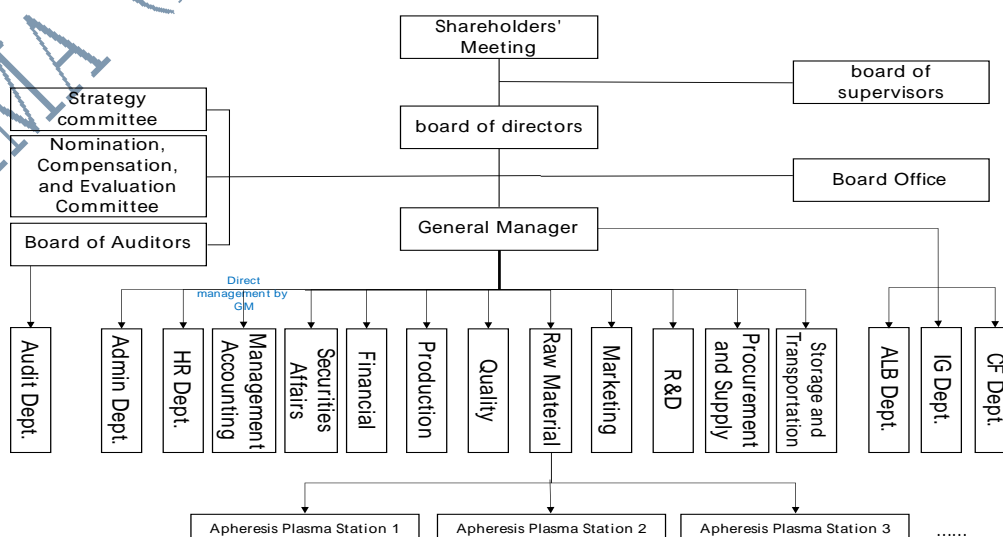 Shareholders'
Meeting
board of
supervisors
Strategy
committee
board of directors
Nomination,
Compensation,
and Evaluation
Committee
Board Office
General Manager
Board of Auditors
Direct
management by
GM
Audit Dept.
Admin Dept.
HR Dept.
Management
Accounting
Securities
Affairs
Financial
Production
Quality
Raw Material
Marketing
R&D
Procurement
and Supply
Storage and
Transportation
ALB Dept.
IG Dept.
CF Dept.
Apheresis Plasma Station 1
Apheresis Plasma Station 2
Apheresis Plasma Station 3
......